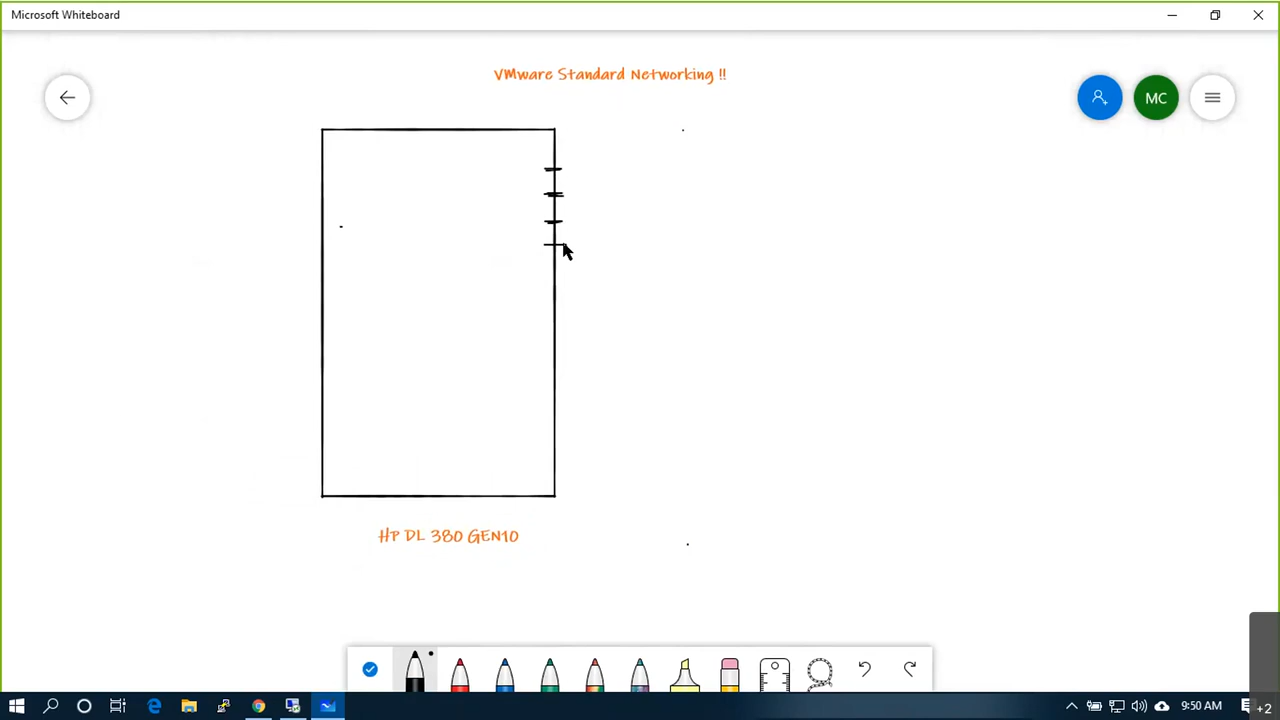 Microsoft Whiteboard
VMware Standard Networking !!
MC
HP DL 380 GEN10
9:50 AM
+2